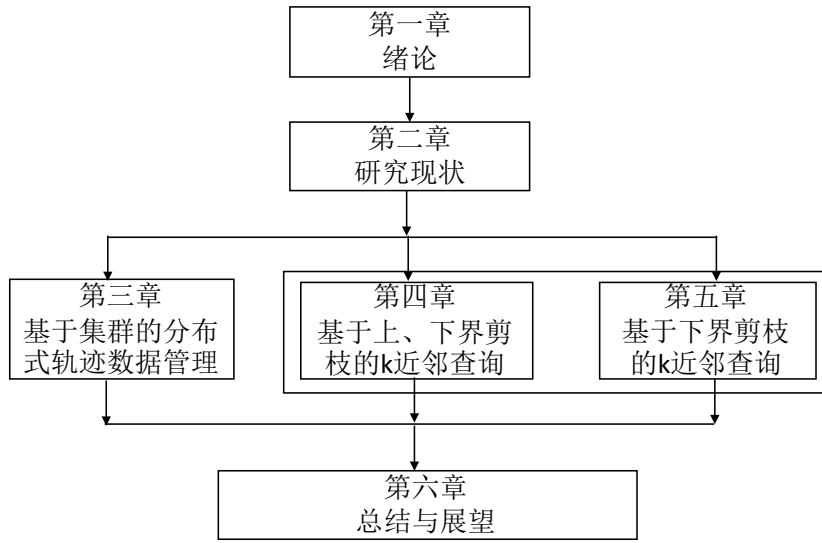 第一章
绪论
第二章
研究现状
第三章
基于集群的分布
式轨迹数据管理
第四章
基于上、下界剪
枝的k近邻查询
第五章
基于下界剪枝
的k近邻查询
第六章
总结与展望